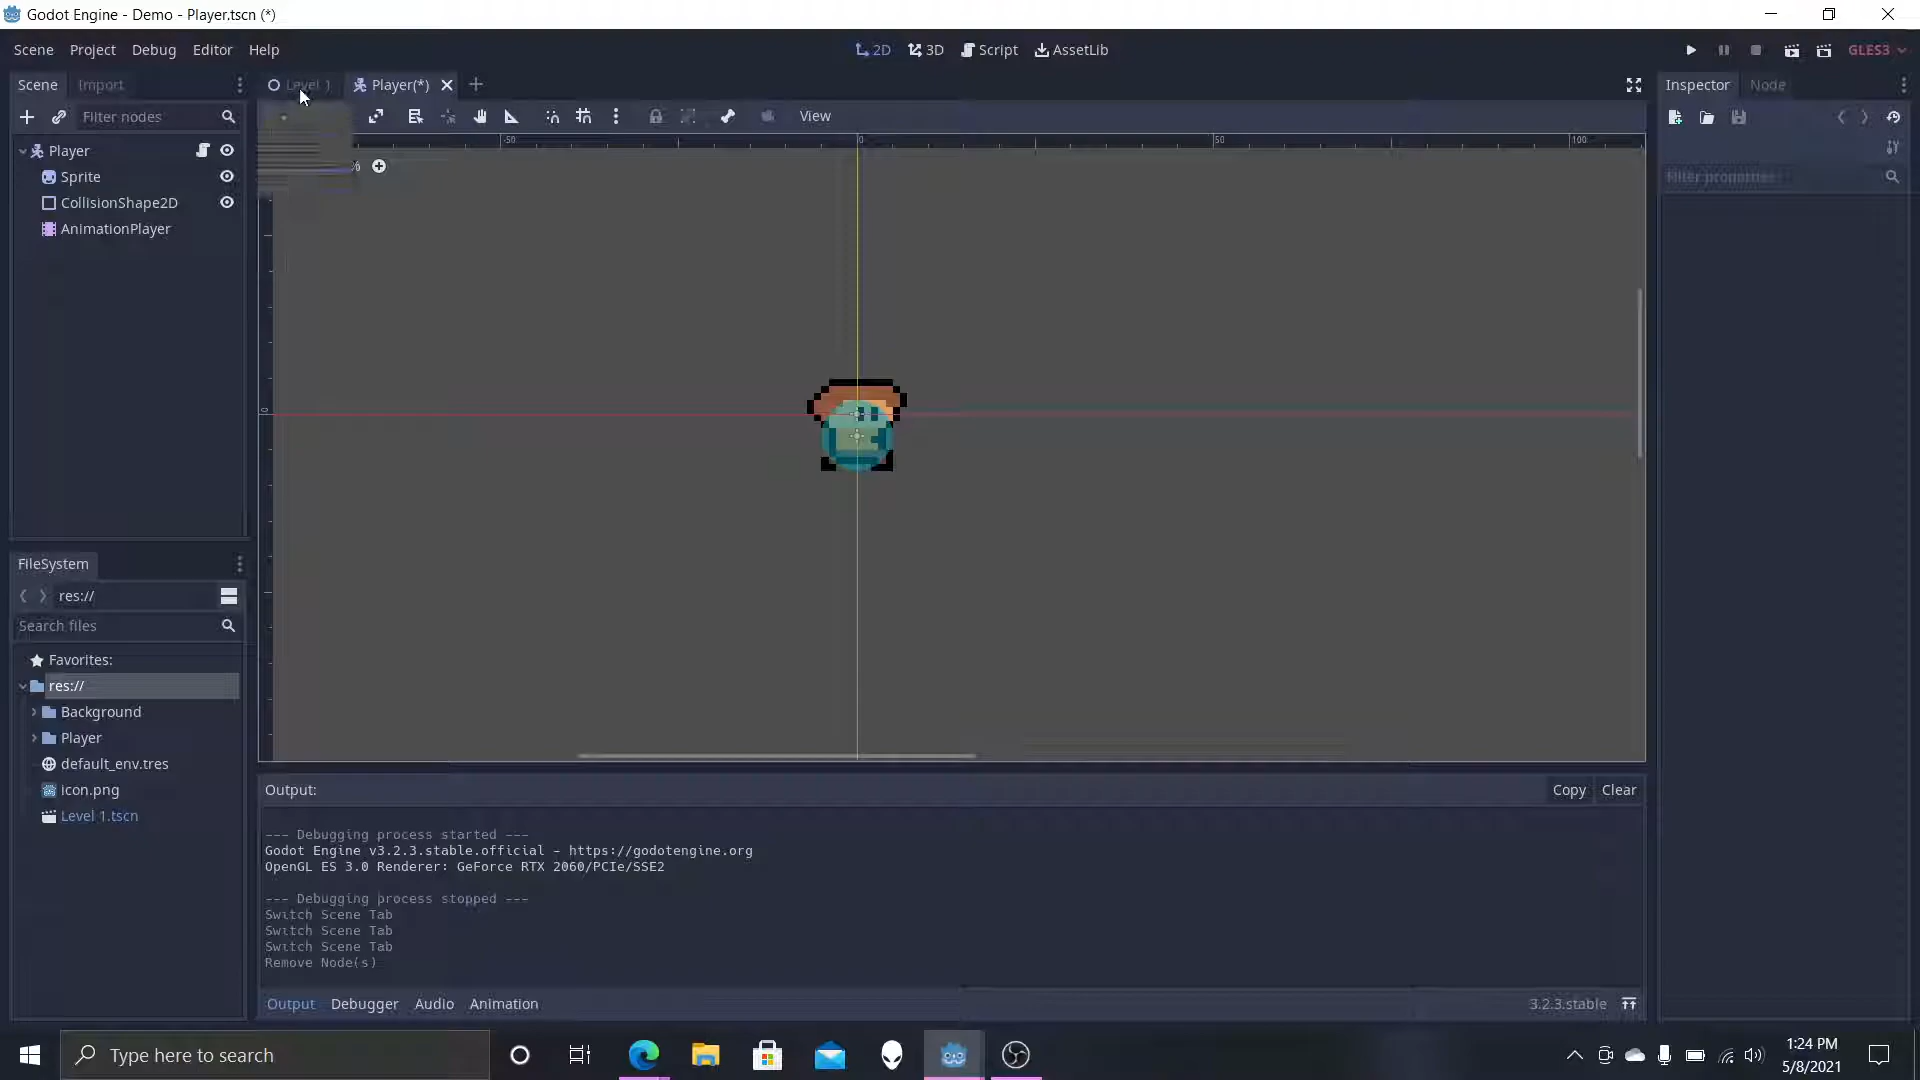 Godot Engine - Demo - Player.tscn (*)
Scene Project Debug Editor Help
2D 3D Script AssetLib
GLES3
Scene Import
Level 1 Player(*)
Inspector Node
Filter nodes
View
-50 0 50 100
Player
%
Sprite
Filter properties
CollisionShape2D
AnimationPlayer
0
FileSystem
res://
Search files
Favorites:
res://
Background
Player
default_env.tres
icon.png
Level 1.tscn
Output:
Copy Clear
--- Debugging process started ---
Godot Engine v3.2.3.stable.official - https://godotengine.org
OpenGL ES 3.0 Renderer: GeForce RTX 2060/PCIe/SSE2
--- Debugging process stopped ---
Switch Scene Tab
Switch Scene Tab
Switch Scene Tab
Remove Node(s)
Output Debugger Audio Animation
3.2.3.stable
Type here to search
1:24 PM
5/8/2021